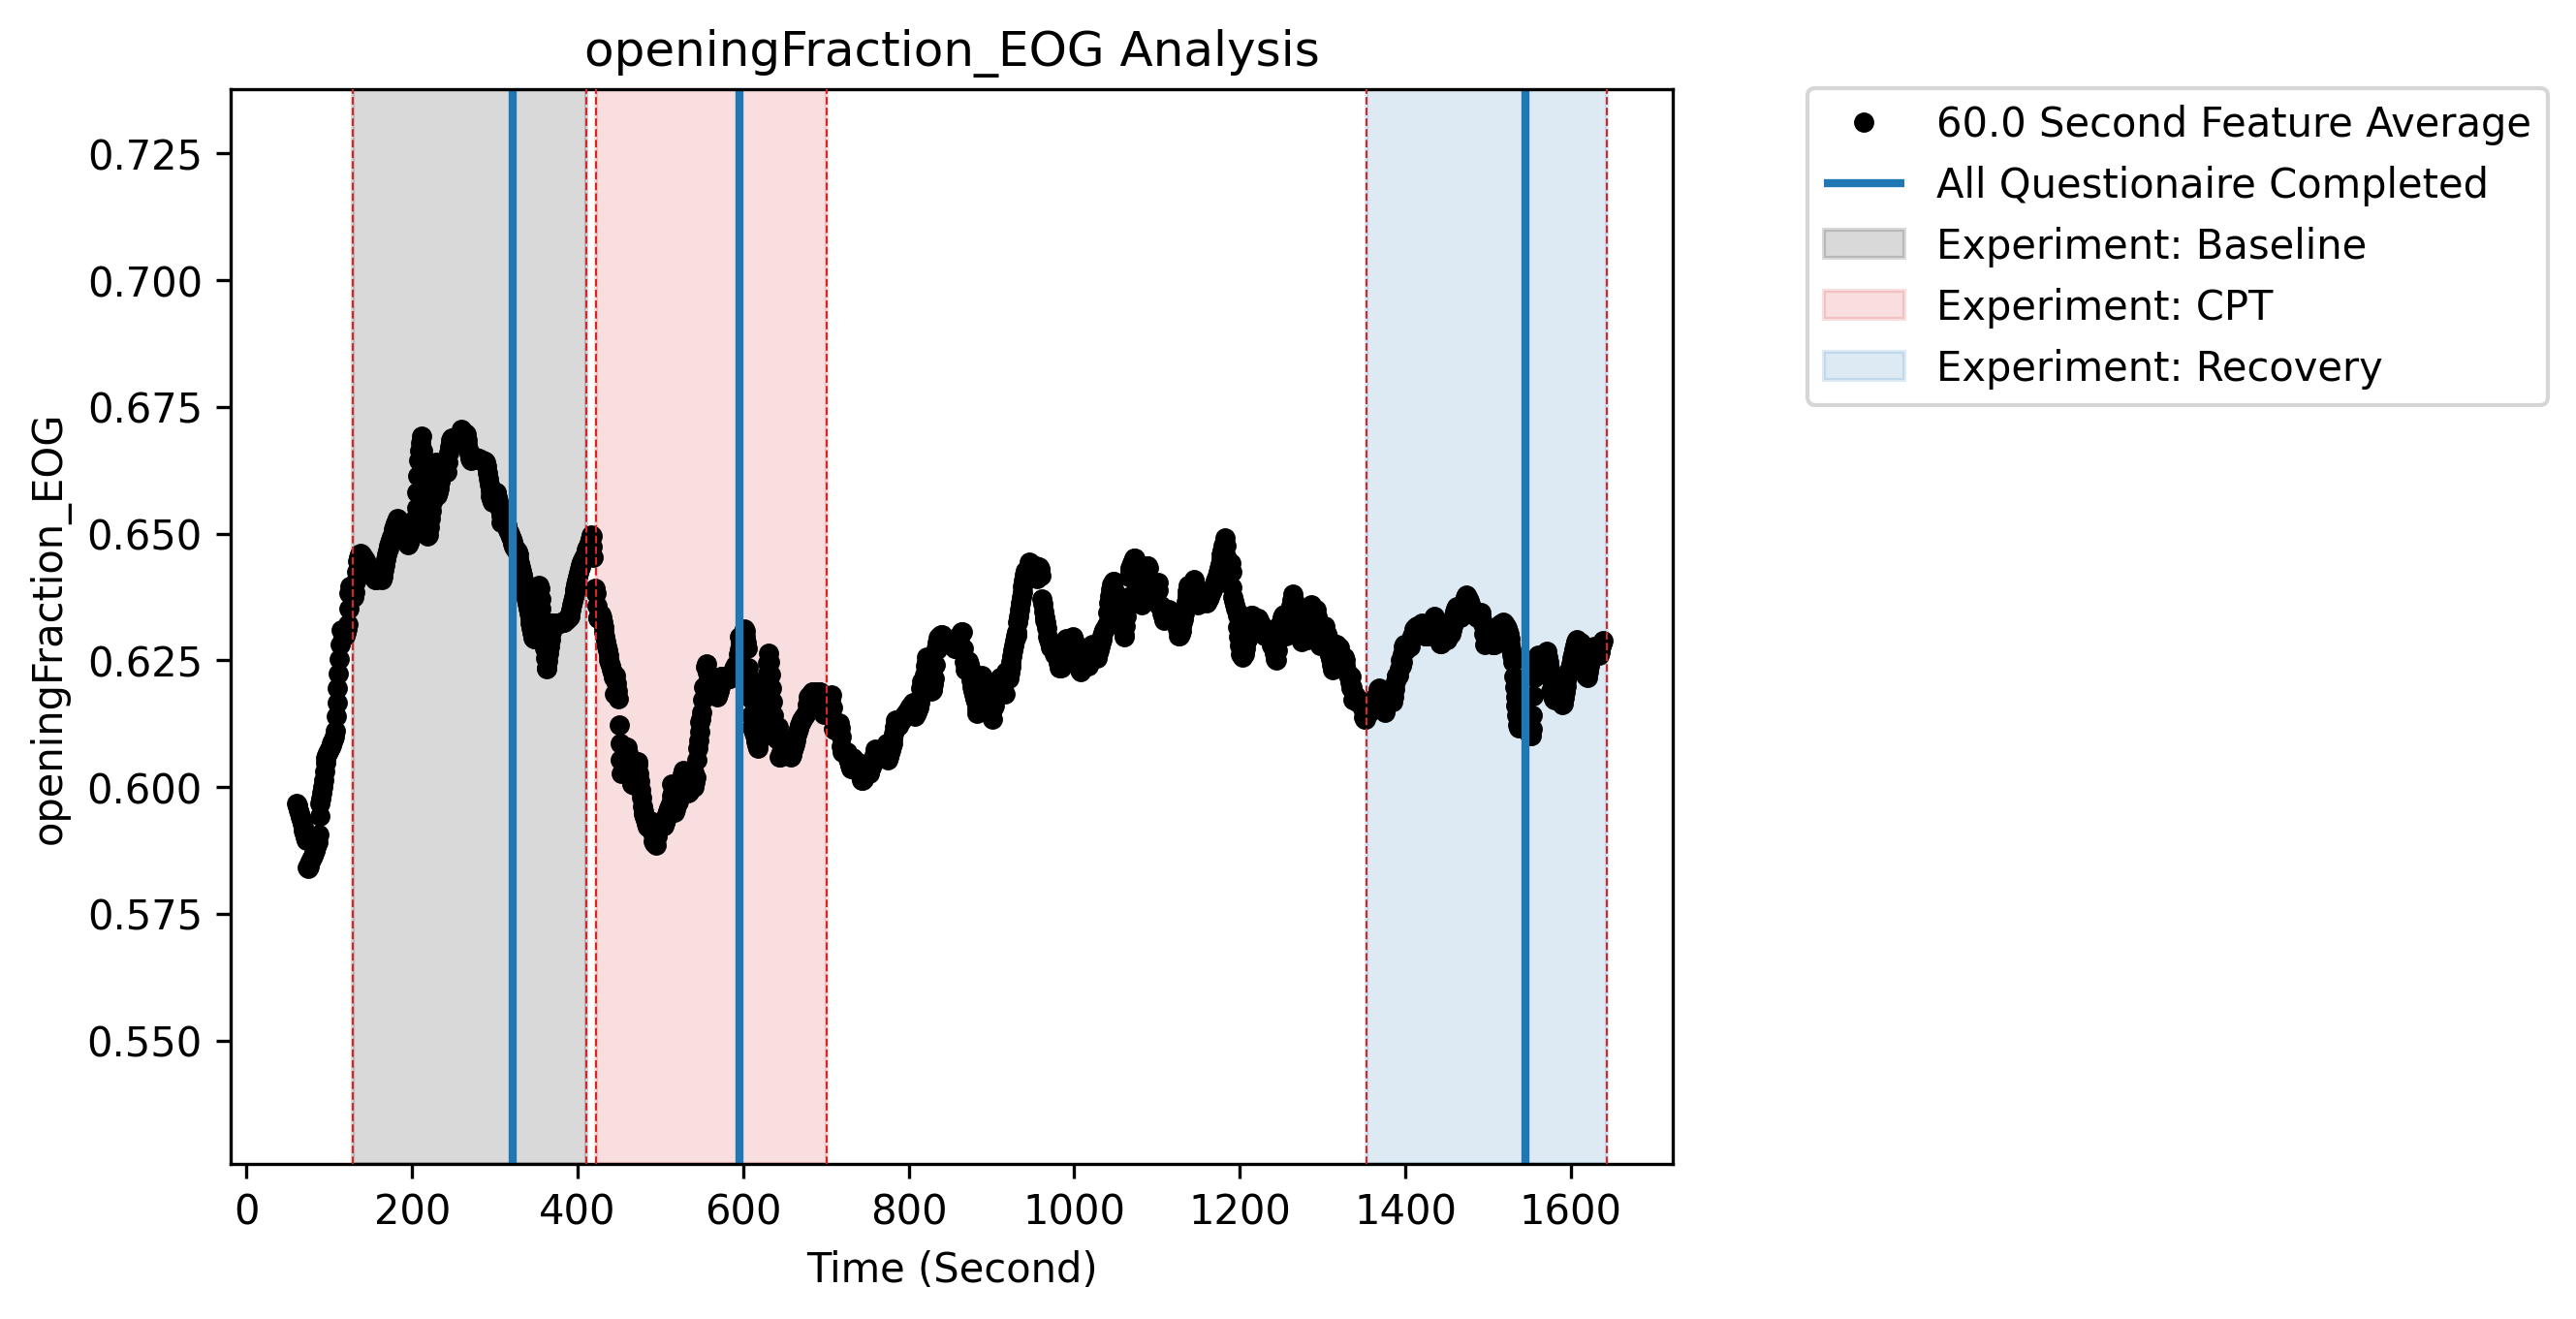 openingFraction_EOG Analysis
60.0 Second Feature Average
All Questionaire Completed
Experiment: Baseline
Experiment: CPT
Experiment: Recovery
openingFraction_EOG
0.725
0.700
0.675
0.650
0.625
0.600
0.575
0.550
0 200 400 600 800 1000 1200 1400 1600
Time (Second)